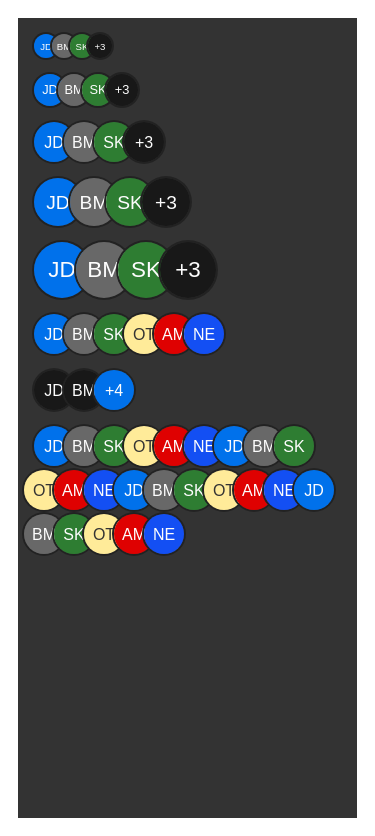 JD BM SK +3
JD BM SK +3
JD BM SK +3
JD BM SK +3
JD BM SK +3
JD BM SK OT AM NE
JD BM +4
JD BM SK OT AM NE JD BM SK
OT AM NE JD BM SK OT AM NE JD
BM SK OT AM NE